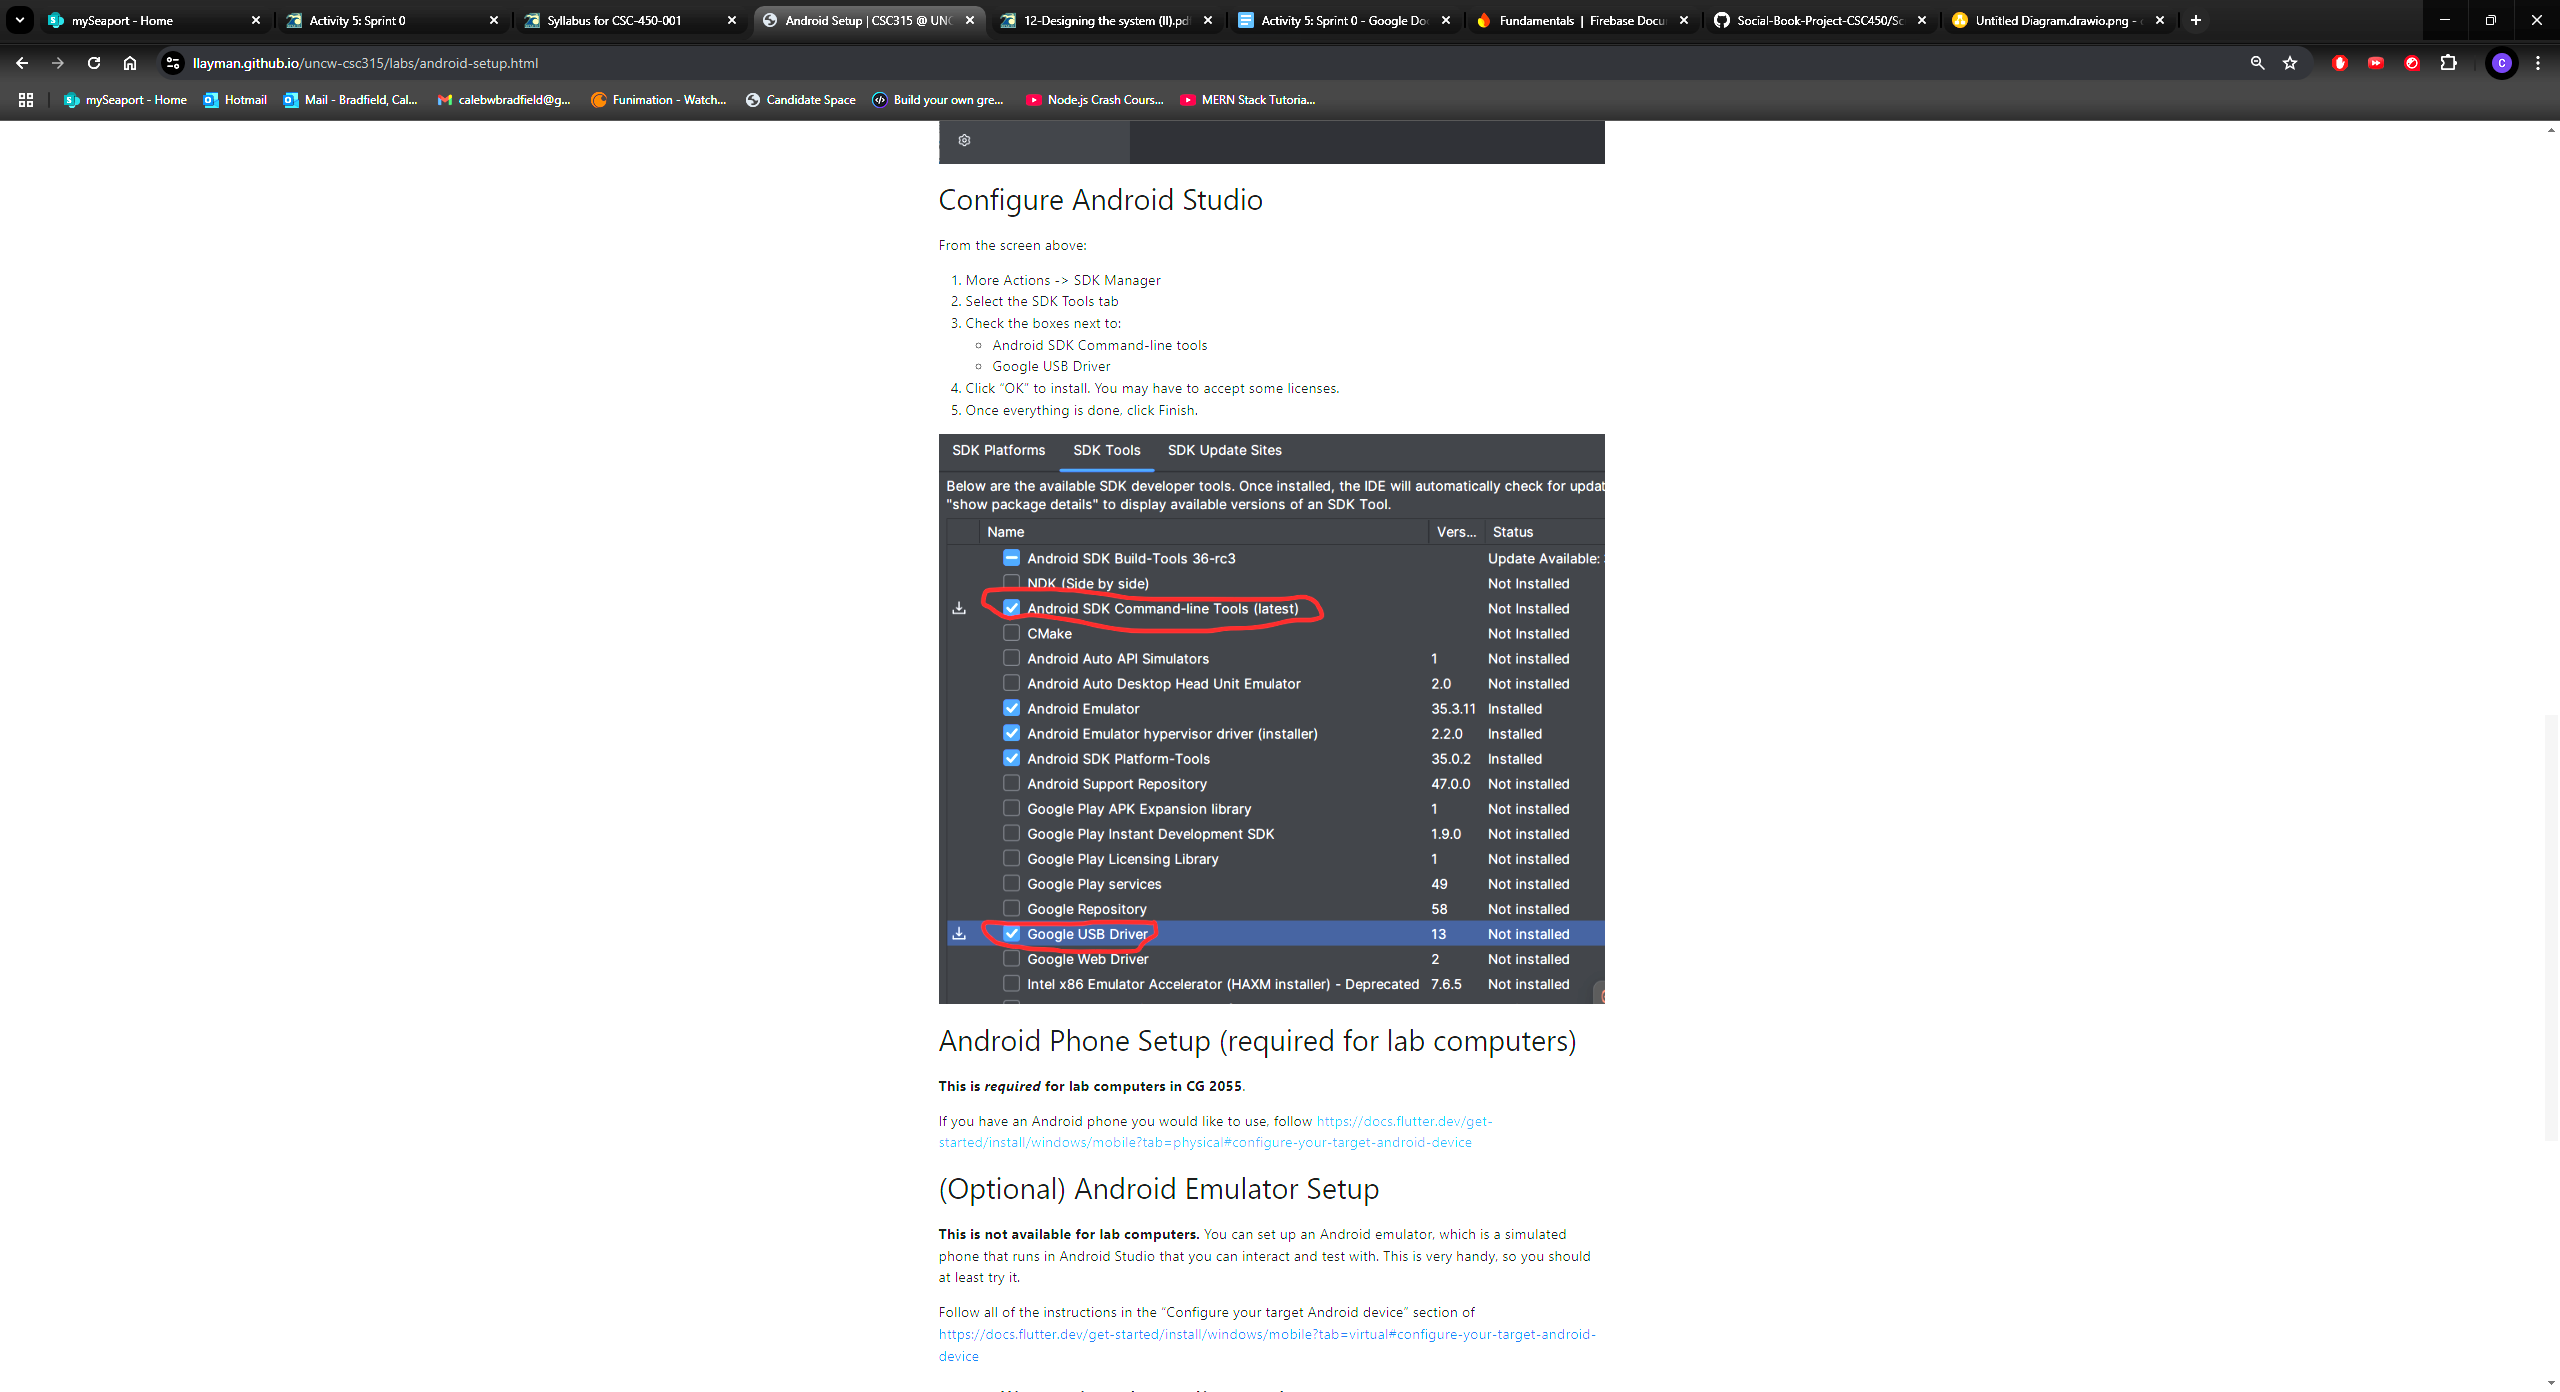 mySeaport - Home
Activity 5: Sprint 0
Syllabus for CSC-450-001
Android Setup | CSC315 @ UNC
12-Designing the system (II).pdf
Activity 5: Sprint 0 - Google Doc
Fundamentals | Firebase Docu
Social-Book-Project-CSC450/Sc
Untitled Diagram.drawio.png -
llayman.github.io/uncw-csc315/labs/android-setup.html
C
mySeaport - Home
Hotmail
Mail - Bradfield, Cal...
calebwbradfield@g...
Funimation - Watch...
Candidate Space
Build your own gre...
Node.js Crash Cours...
MERN Stack Tutoria...
Configure Android Studio
From the screen above:
1. More Actions -> SDK Manager
2. Select the SDK Tools tab
3. Check the boxes next to:
Android SDK Command-line tools
Google USB Driver
4. Click “OK” to install. You may have to accept some licenses.
5. Once everything is done, click Finish.
SDK Platforms SDK Tools SDK Update Sites
Below are the available SDK developer tools. Once installed, the IDE will automatically check for updat
"show package details" to display available versions of an SDK Tool.
Name Vers... Status
Android SDK Build-Tools 36-rc3 Update Available:
NDK (Side by side) Not Installed
Android SDK Command-line Tools (latest) Not Installed
CMake Not Installed
Android Auto API Simulators 1 Not installed
Android Auto Desktop Head Unit Emulator 2.0 Not installed
Android Emulator 35.3.11 Installed
Android Emulator hypervisor driver (installer) 2.2.0 Installed
Android SDK Platform-Tools 35.0.2 Installed
Android Support Repository 47.0.0 Not installed
Google Play APK Expansion library 1 Not installed
Google Play Instant Development SDK 1.9.0 Not installed
Google Play Licensing Library 1 Not installed
Google Play services 49 Not installed
Google Repository 58 Not installed
Google USB Driver 13 Not installed
Google Web Driver 2 Not installed
Intel x86 Emulator Accelerator (HAXM installer) - Deprecated 7.6.5 Not installed
Android Phone Setup (required for lab computers)
This is required for lab computers in CG 2055.
If you have an Android phone you would like to use, follow https://docs.flutter.dev/get-
started/install/windows/mobile?tab=physical#configure-your-target-android-device
(Optional) Android Emulator Setup
This is not available for lab computers. You can set up an Android emulator, which is a simulated
phone that runs in Android Studio that you can interact and test with. This is very handy, so you should
at least try it.
Follow all of the instructions in the “Configure your target Android device” section of
https://docs.flutter.dev/get-started/install/windows/mobile?tab=virtual#configure-your-target-android-
device